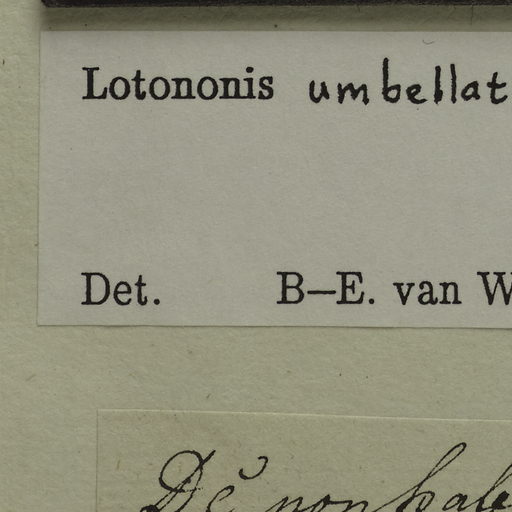 Lotononis umbellat
Det. B–E. van W